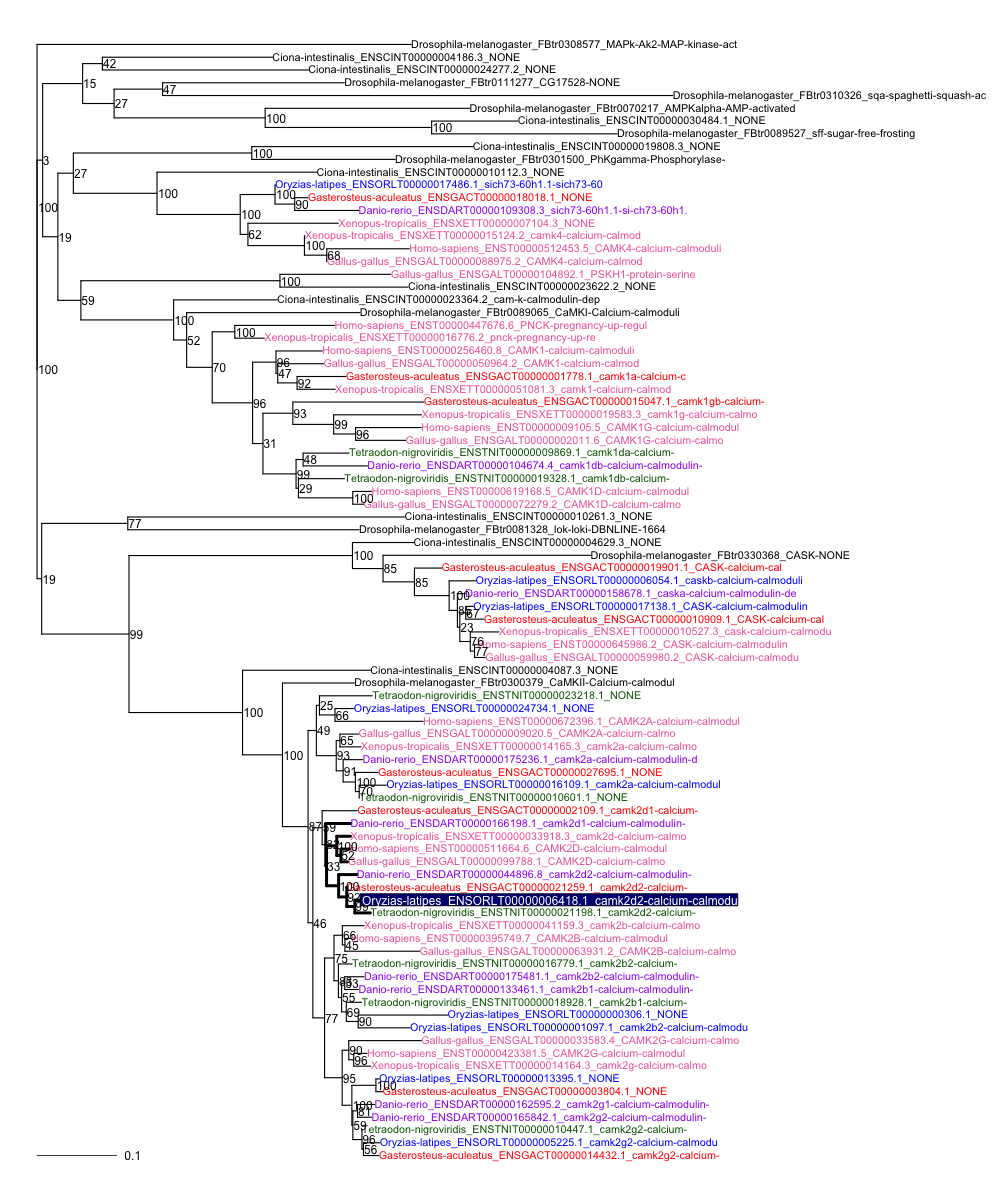 Drosophila-melanogaster_FBtr0308577_MAPk-Ak2-MAP-kinase-act
Ciona-intestinalis_ENSCINT00000004186.3_NONE
42
Ciona-intestinalis_ENSCINT00000024277.2_NONE
15
Drosophila-melanogaster_FBtr0111277_CG17528-NONE
47
Drosophila-melanogaster_FBtr0310326_sqa-spaghetti-squash-ac
27
Drosophila-melanogaster_FBtr0070217_AMPKalpha-AMP-activated
100
Ciona-intestinalis_ENSCINT00000030484.1_NONE
100
Drosophila-melanogaster_FBtr0089527_sff-sugar-free-frosting
3
Ciona-intestinalis_ENSCINT00000019808.3_NONE
100
Drosophila-melanogaster_FBtr0301500_PhKgamma-Phosphorylase-
27
Ciona-intestinalis_ENSCINT00000010112.3_NONE
100
Oryzias-latipes_ENSORLT00000017486.1_sich73-60h1.1-sich73-60
100
Gasterosteus-aculeatus_ENSGACT00000018018.1_NONE
90
Danio-rerio_ENSDART00000109308.3_sich73-60h1.1-si-ch73-60h1.
100
100
Xenopus-tropicalis_ENSXETT00000007104.3_NONE
62
Xenopus-tropicalis_ENSXETT00000015124.2_camk4-calcium-calmod
19
100
Homo-sapiens_ENST00000512453.5_CAMK4-calcium-calmoduli
68
Gallus-gallus_ENSGALT00000088975.2_CAMK4-calcium-calmod
Gallus-gallus_ENSGALT00000104892.1_PSKH1-protein-serine
100
Ciona-intestinalis_ENSCINT00000023622.2_NONE
59
Ciona-intestinalis_ENSCINT00000023364.2_cam-k-calmodulin-dep
100
Drosophila-melanogaster_FBtr0089065_CaMKI-Calcium-calmoduli
52
Homo-sapiens_ENST00000447676.6_PNCK-pregnancy-up-regul
100
Xenopus-tropicalis_ENSXETT00000016776.2_pnck-pregnancy-up-re
70
Homo-sapiens_ENST00000256460.8_CAMK1-calcium-calmoduli
96
Gallus-gallus_ENSGALT00000050964.2_CAMK1-calcium-calmod
100
47
Gasterosteus-aculeatus_ENSGACT00000001778.1_camk1a-calcium-c
92
Xenopus-tropicalis_ENSXETT00000051081.3_camk1-calcium-calmod
96
Gasterosteus-aculeatus_ENSGACT00000015047.1_camk1gb-calcium-
93
Xenopus-tropicalis_ENSXETT00000019583.3_camk1g-calcium-calmo
99
Homo-sapiens_ENST00000009105.5_CAMK1G-calcium-calmodul
96
Gallus-gallus_ENSGALT00000002011.6_CAMK1G-calcium-calmo
31
Tetraodon-nigroviridis_ENSTNIT00000009869.1_camk1da-calcium-
48
Danio-rerio_ENSDART00000104674.4_camk1db-calcium-calmodulin-
99
Tetraodon-nigroviridis_ENSTNIT00000019328.1_camk1db-calcium-
29
Homo-sapiens_ENST00000619168.5_CAMK1D-calcium-calmodul
100
Gallus-gallus_ENSGALT00000072279.2_CAMK1D-calcium-calmo
Ciona-intestinalis_ENSCINT00000010261.3_NONE
77
Drosophila-melanogaster_FBtr0081328_lok-loki-DBNLINE-1664
Ciona-intestinalis_ENSCINT00000004629.3_NONE
100
Drosophila-melanogaster_FBtr0330368_CASK-NONE
85
Gasterosteus-aculeatus_ENSGACT00000019901.1_CASK-calcium-cal
19
85
Oryzias-latipes_ENSORLT00000006054.1_caskb-calcium-calmoduli
100
Danio-rerio_ENSDART00000158678.1_caska-calcium-calmodulin-de
Oryzias-latipes_ENSORLT00000017138.1_CASK-calcium-calmodulin
67
Gasterosteus-aculeatus_ENSGACT00000010909.1_CASK-calcium-cal
23
Xenopus-tropicalis_ENSXETT00000010527.3_cask-calcium-calmodu
99
76
Homo-sapiens_ENST00000645986.2_CASK-calmodulin
77
Gallus-gallus_ENSGALT00000059980.2_CASK-calcium-calmodu
Ciona-intestinalis_ENSCINT00000004087.3_NONE
Drosophila-melanogaster_FBtr0300379_CaMKII-Calcium-calmodul
Tetraodon-nigroviridis_ENSTNIT00000023218.1_NONE
25
Oryzias-latipes_ENSORLT00000024734.1_NONE
100
66
Homo-sapiens_ENST00000672396.1_CAMK2A-calcium-calmodul
49
Gallus-gallus_ENSGALT00000009020.5_CAMK2A-calcium-calmo
65
Xenopus-tropicalis_ENSXETT00000014165.3_camk2a-calcium-calmo
100
93
Danio-rerio_ENSDART00000175236.1_camk2a-calcium-calmodulin-d
91
Gasterosteus-aculeatus_ENSGACT00000027695.1_NONE
100
Oryzias-latipes_ENSORLT00000016109.1_camk2a-calcium-calmodul
70
Tetraodon-nigroviridis_ENSTNIT00000010601.1_NONE
Gasterosteus-aculeatus_ENSGACT00000002109.1_camk2d1-calcium-
87
Danio-rerio_ENSDART00000166198.1_camk2d1-calcium-calmodulin-
Xenopus-tropicalis_ENSXETT00000033918.3_camk2d-calcium-calmo
100
Homo-sapiens_ENST00000511664.6_CAMK2D-calcium-calmodul
52
Gallus-gallus_ENSGALT00000099788.1_CAMK2D-calcium-calmo
33
Danio-rerio_ENSDART00000044896.8_camk2d2-calcium-calmodulin-
100
Gasterosteus-aculeatus_ENSGACT00000021259.1_camk2d2-calcium-
Oryzias-latipes_ENSORLT00000006418.1_camk2d2-calcium-calmodu
Tetraodon-nigroviridis_ENSTNIT00000021198.1_camk2d2-calcium-
46
Xenopus-tropicalis_ENSXETT00000041159.3_camk2b-calcium-calmo
66
Homo-sapiens_ENST00000395749.7_CAMK2B-calcium-calmodul
45
Gallus-gallus_ENSGALT00000063931.2_CAMK2B-calcium-calmo
75
Tetraodon-nigroviridis_ENSTNIT00000016779.1_camk2b2-calcium-
Danio-rerio_ENSDART00000175481.1_camk2b2-calcium-calmodulin-
Danio-rerio_ENSDART00000133461.1_camk2b1-calcium-calmodulin-
55
Tetraodon-nigroviridis_ENSTNIT00000018928.1_camk2b1-calcium-
69
Oryzias-latipes_ENSORLT00000000306.1_NONE
77
90
Oryzias-latipes_ENSORLT00000001097.1_camk2b2-calcium-calmodu
Gallus-gallus_ENSGALT00000033583.4_CAMK2G-calcium-calmo
90
Homo-sapiens_ENST00000423381.5_CAMK2G-calcium-calmodul
96
Xenopus-tropicalis_ENSXETT00000014164.3_camk2g-calcium-calmo
95
Oryzias-latipes_ENSORLT00000013395.1_NONE
100
Gasterosteus-aculeatus_ENSGACT00000003804.1_NONE
100
Danio-rerio_ENSDART00000162595.2_camk2g1-calcium-calmodulin-
61
Danio-rerio_ENSDART00000165842.1_camk2g2-calcium-calmodulin-
59
Tetraodon-nigroviridis_ENSTNIT00000010447.1_camk2g2-calcium-
96
Oryzias-latipes_ENSORLT00000005225.1_camk2g2-calcium-calmodu
56
Gasterosteus-aculeatus_ENSGACT00000014432.1_camk2g2-calcium-
0.1